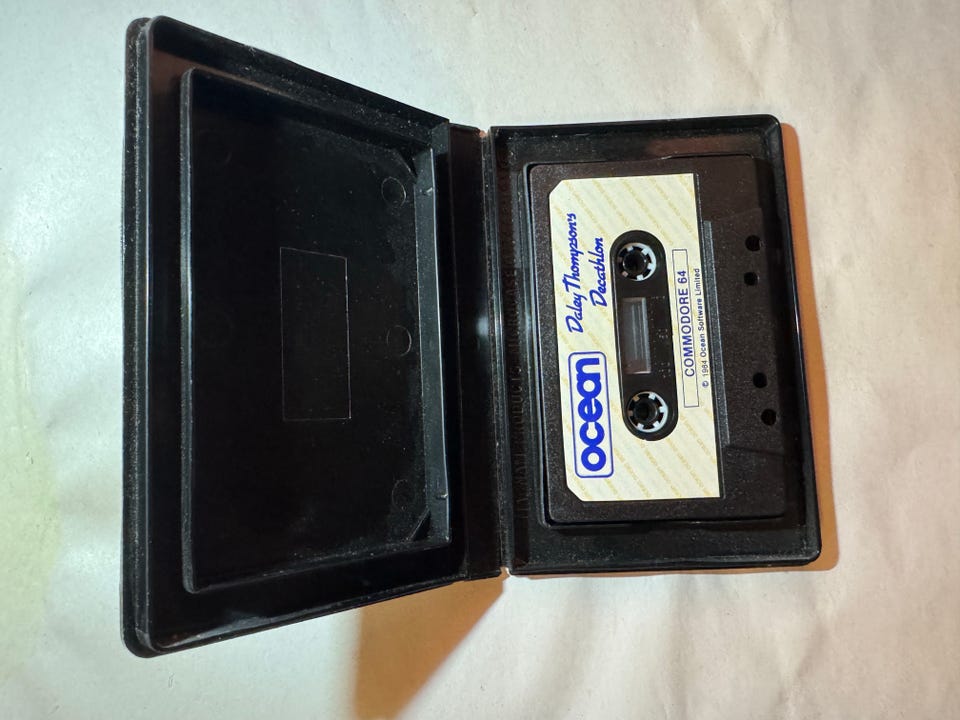 ocean
Daley Thompson's
Decathlon
COMMODORE 64
© 1984 Ocean Software Limited